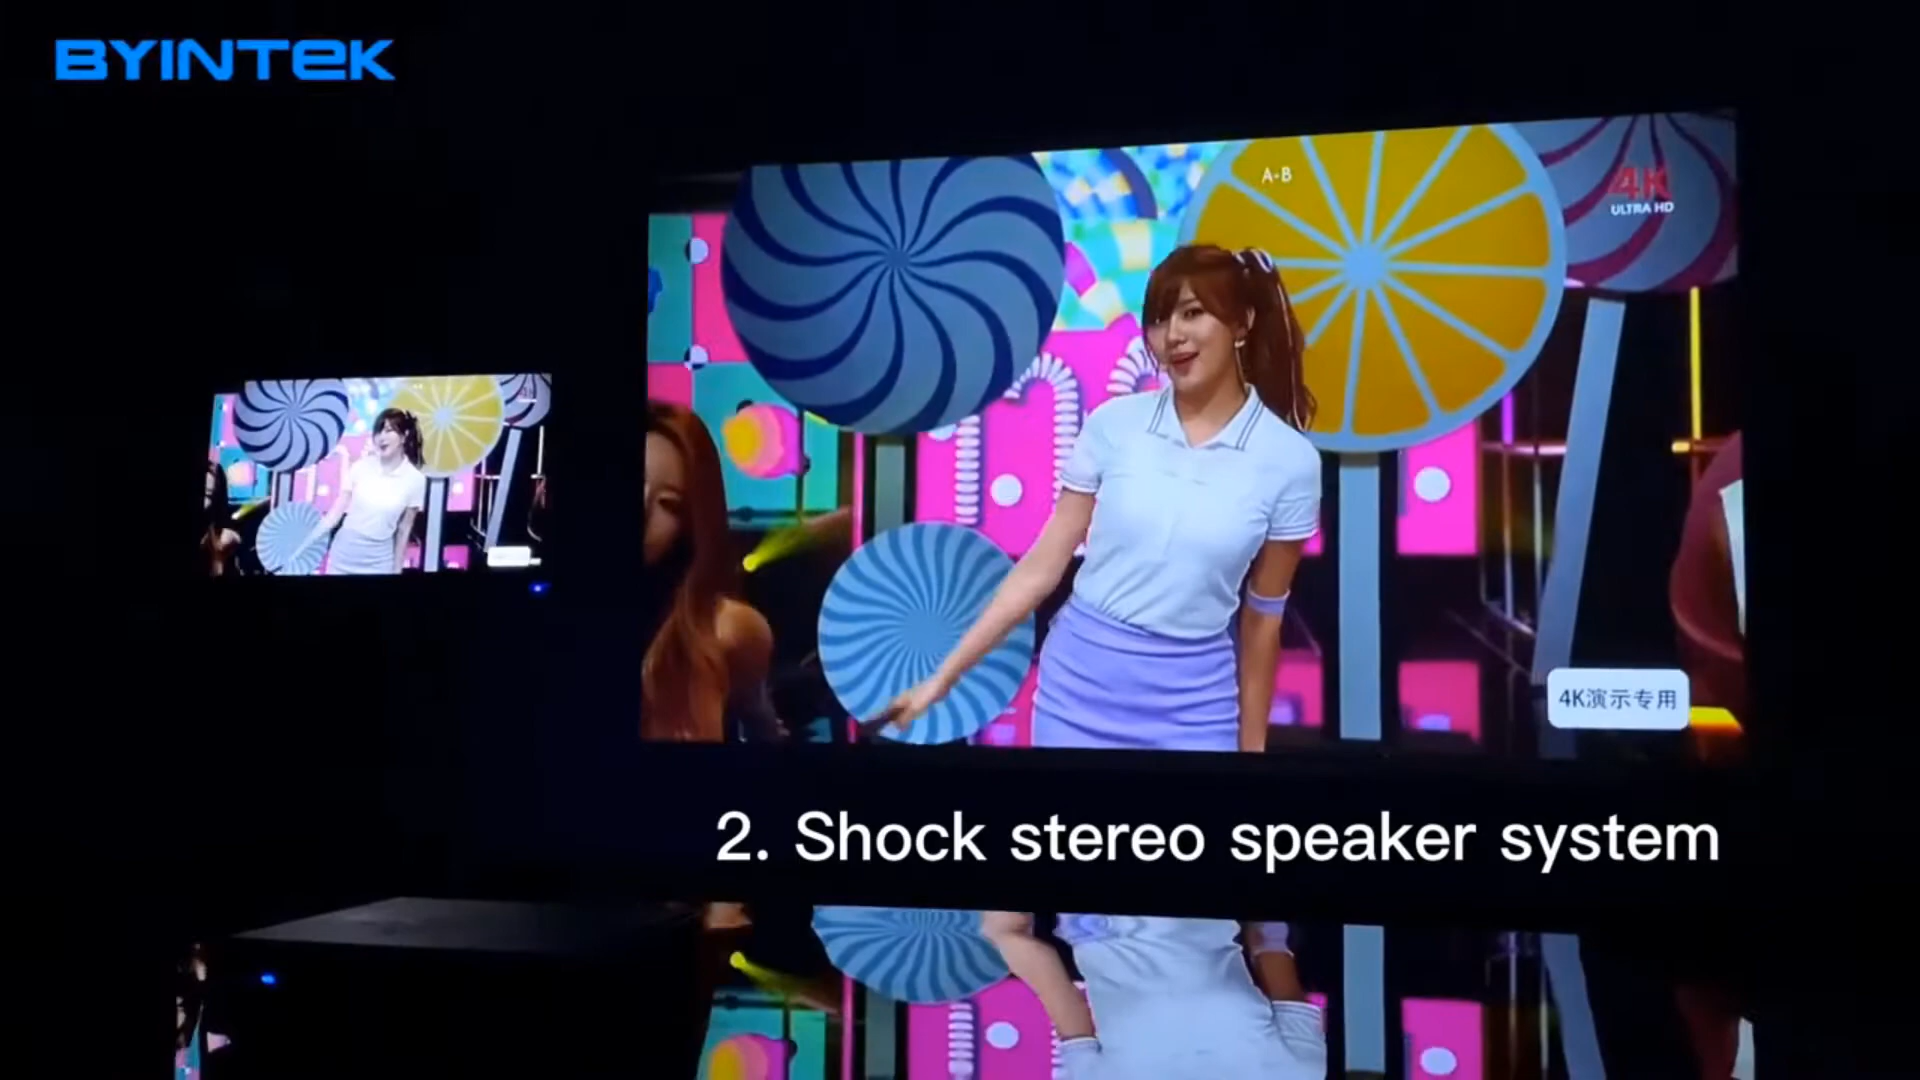 BYINTEK
A-B
4K
ULTRA HD
4K演示专用
2. Shock stereo speaker system